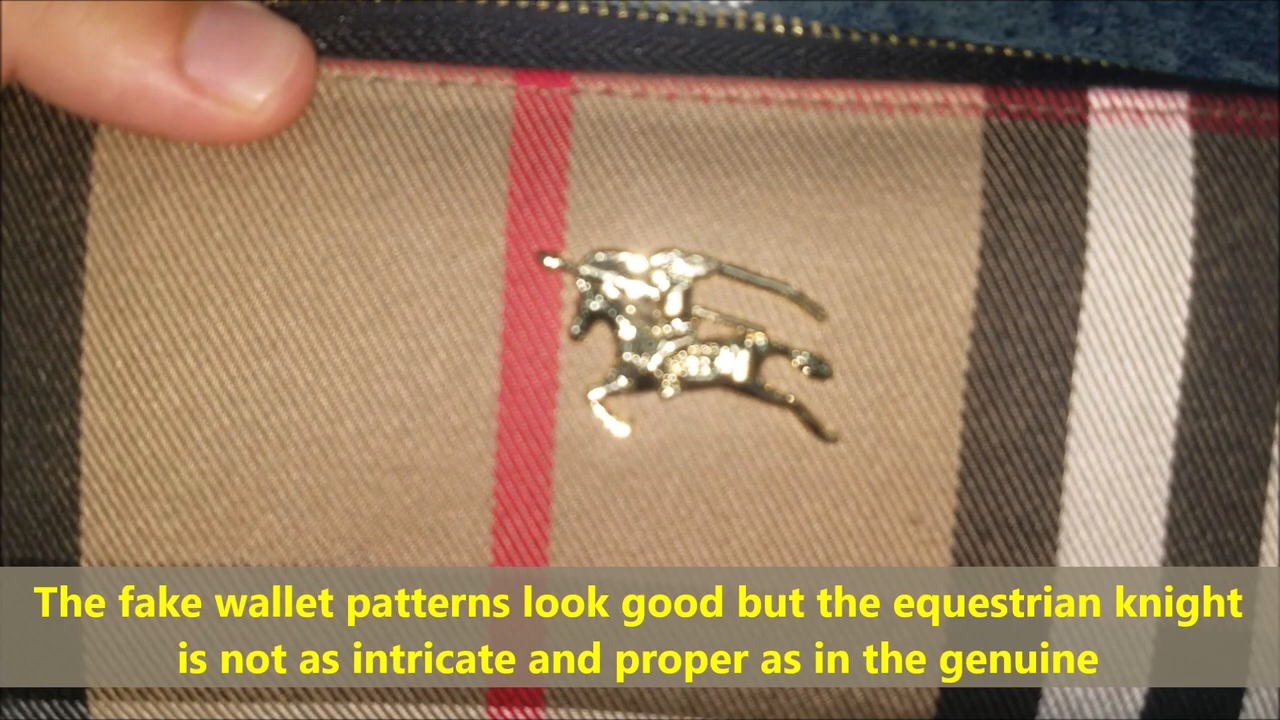 The fake wallet patterns look good but the equestrian knight
is not as intricate and proper as in the genuine